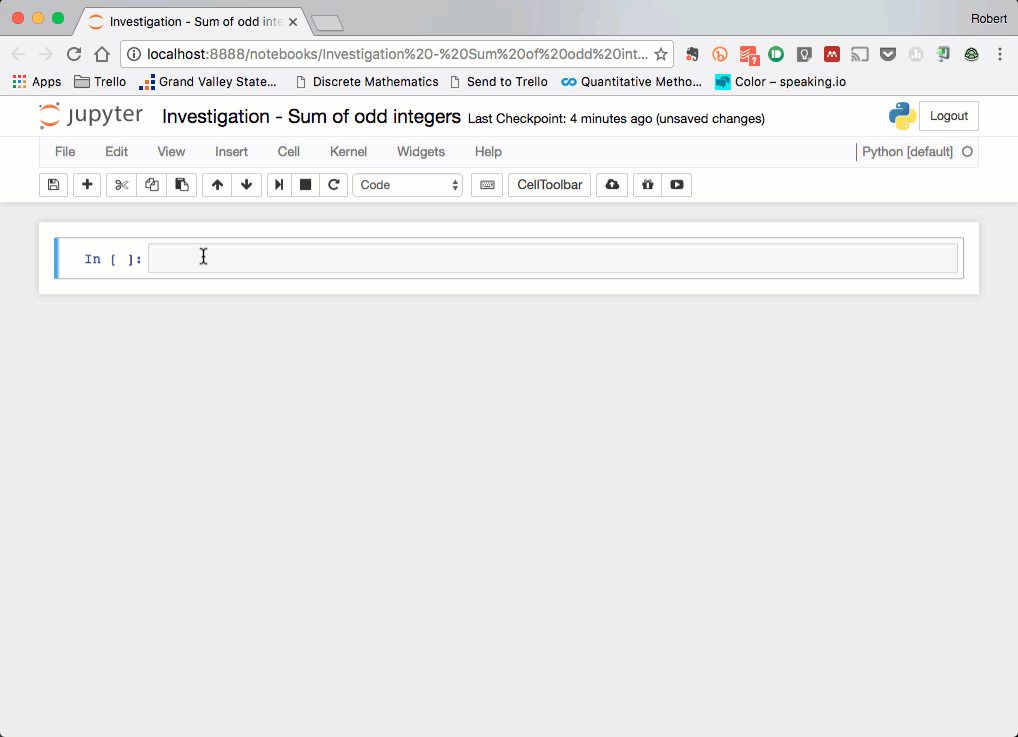 Investigation - Sum of odd inte
Robert
localhost:8888/notebooks/Investigation%20-%20Sum%20of%20odd%20int...
Apps Trello Grand Valley State... Discrete Mathematics Send to Trello Quantitative Metho... Color – speaking.io
jupyter Investigation - Sum of odd integers Last Checkpoint: 4 minutes ago (unsaved changes) Logout
File Edit View Insert Cell Kernel Widgets Help Python [default]
Code CellToolbar
In [ ]: